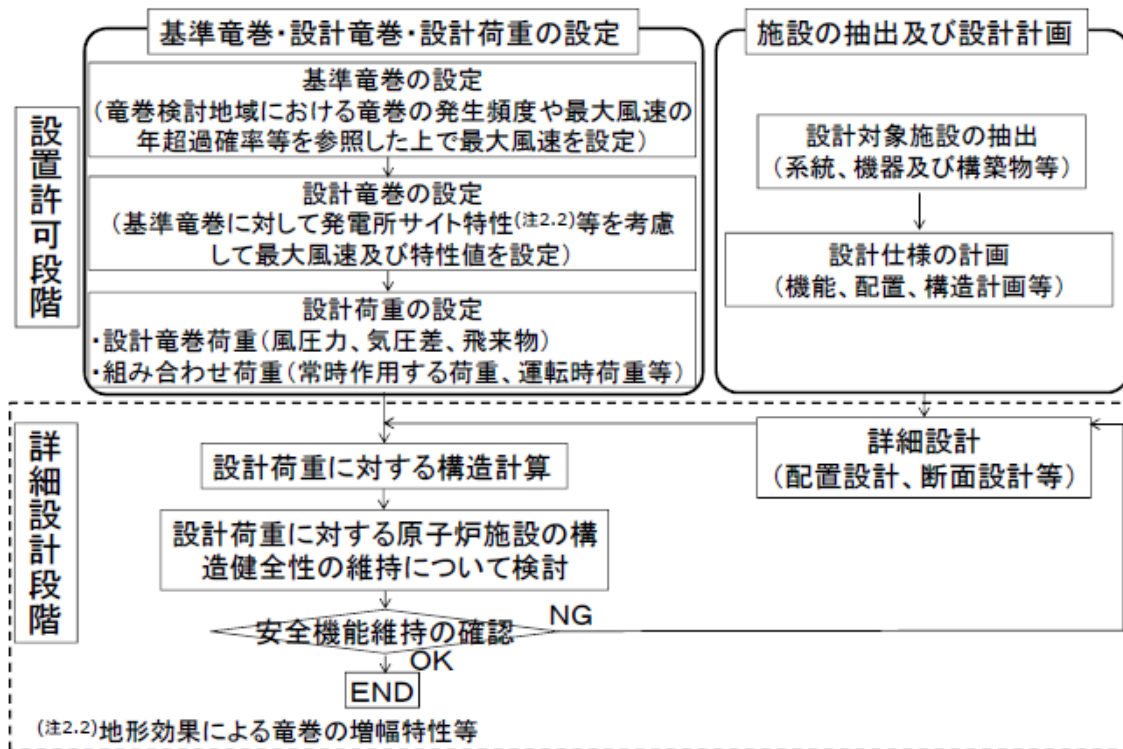 基準竜巻・設計竜巻・設計荷重の設定
基準竜巻の設定
(竜巻検討地域における竜巻の発生頻度や最大風速の
年超過確率等を参照した上で最大風速を設定)
設計竜巻の設定
(基準竜巻に対して発電所サイト特性(注2.2)等を考慮
して最大風速及び特性値を設定)
設計荷重の設定
・設計竜巻荷重(風圧力、気圧差、飛来物)
・組み合わせ荷重(常時作用する荷重、運転時荷重等)
施設の抽出及び設計計画
設計対象施設の抽出
(系統、機器及び構築物等)
設計仕様の計画
(機能、配置、構造計画等)
設置許可段階
詳細設計段階
設計荷重に対する構造計算
詳細設計
(配置設計、断面設計等)
設計荷重に対する原子炉施設の構
造健全性の維持について検討
安全機能維持の確認
NG
OK
END
(注2.2)地形効果による竜巻の増幅特性等